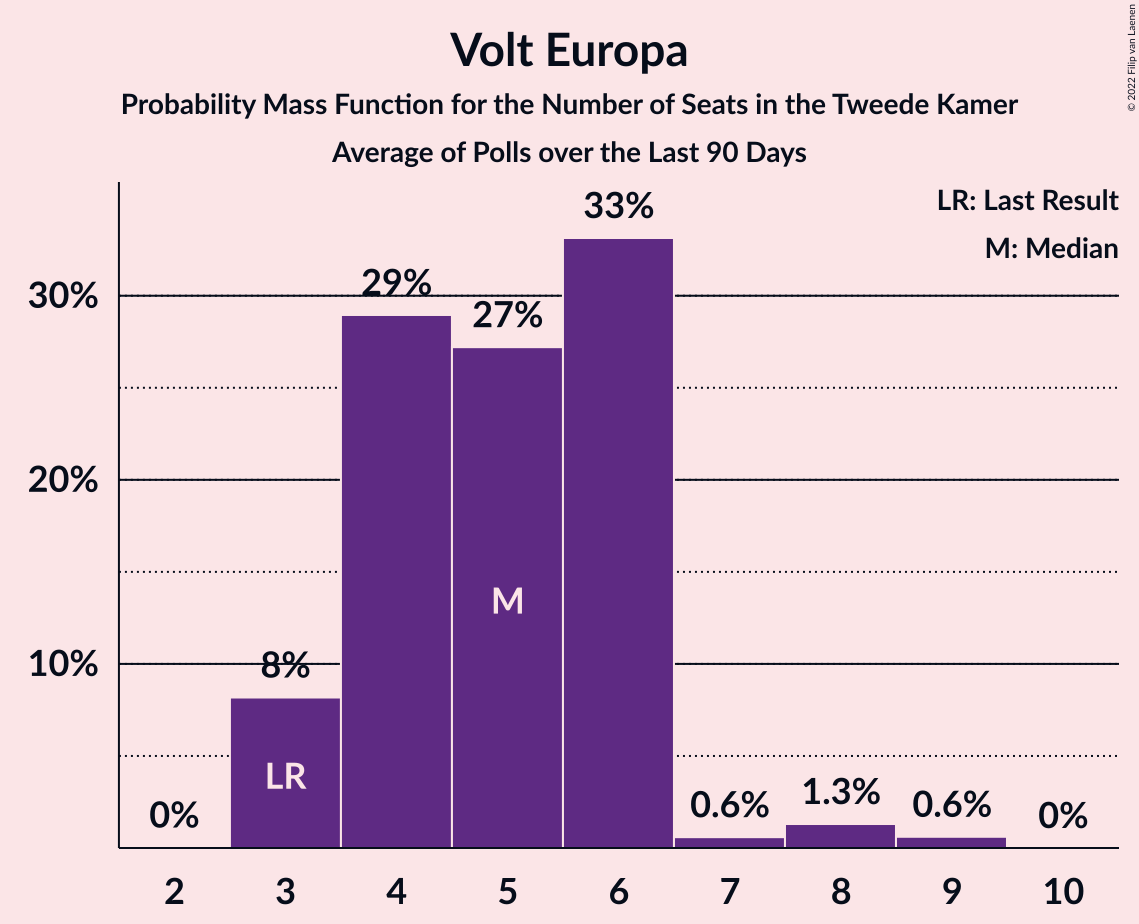 Volt Europa
Probability Mass Function for the Number of Seats in the Tweede Kamer
Average of Polls over the Last 90 Days
© 2022 Filip van Laenen
LR: Last Result
M: Median
30%
20%
10%
0%
8%
29%
27%
33%
0.6%
1.3%
0.6%
0%
LR
M
2 3 4 5 6 7 8 9 10